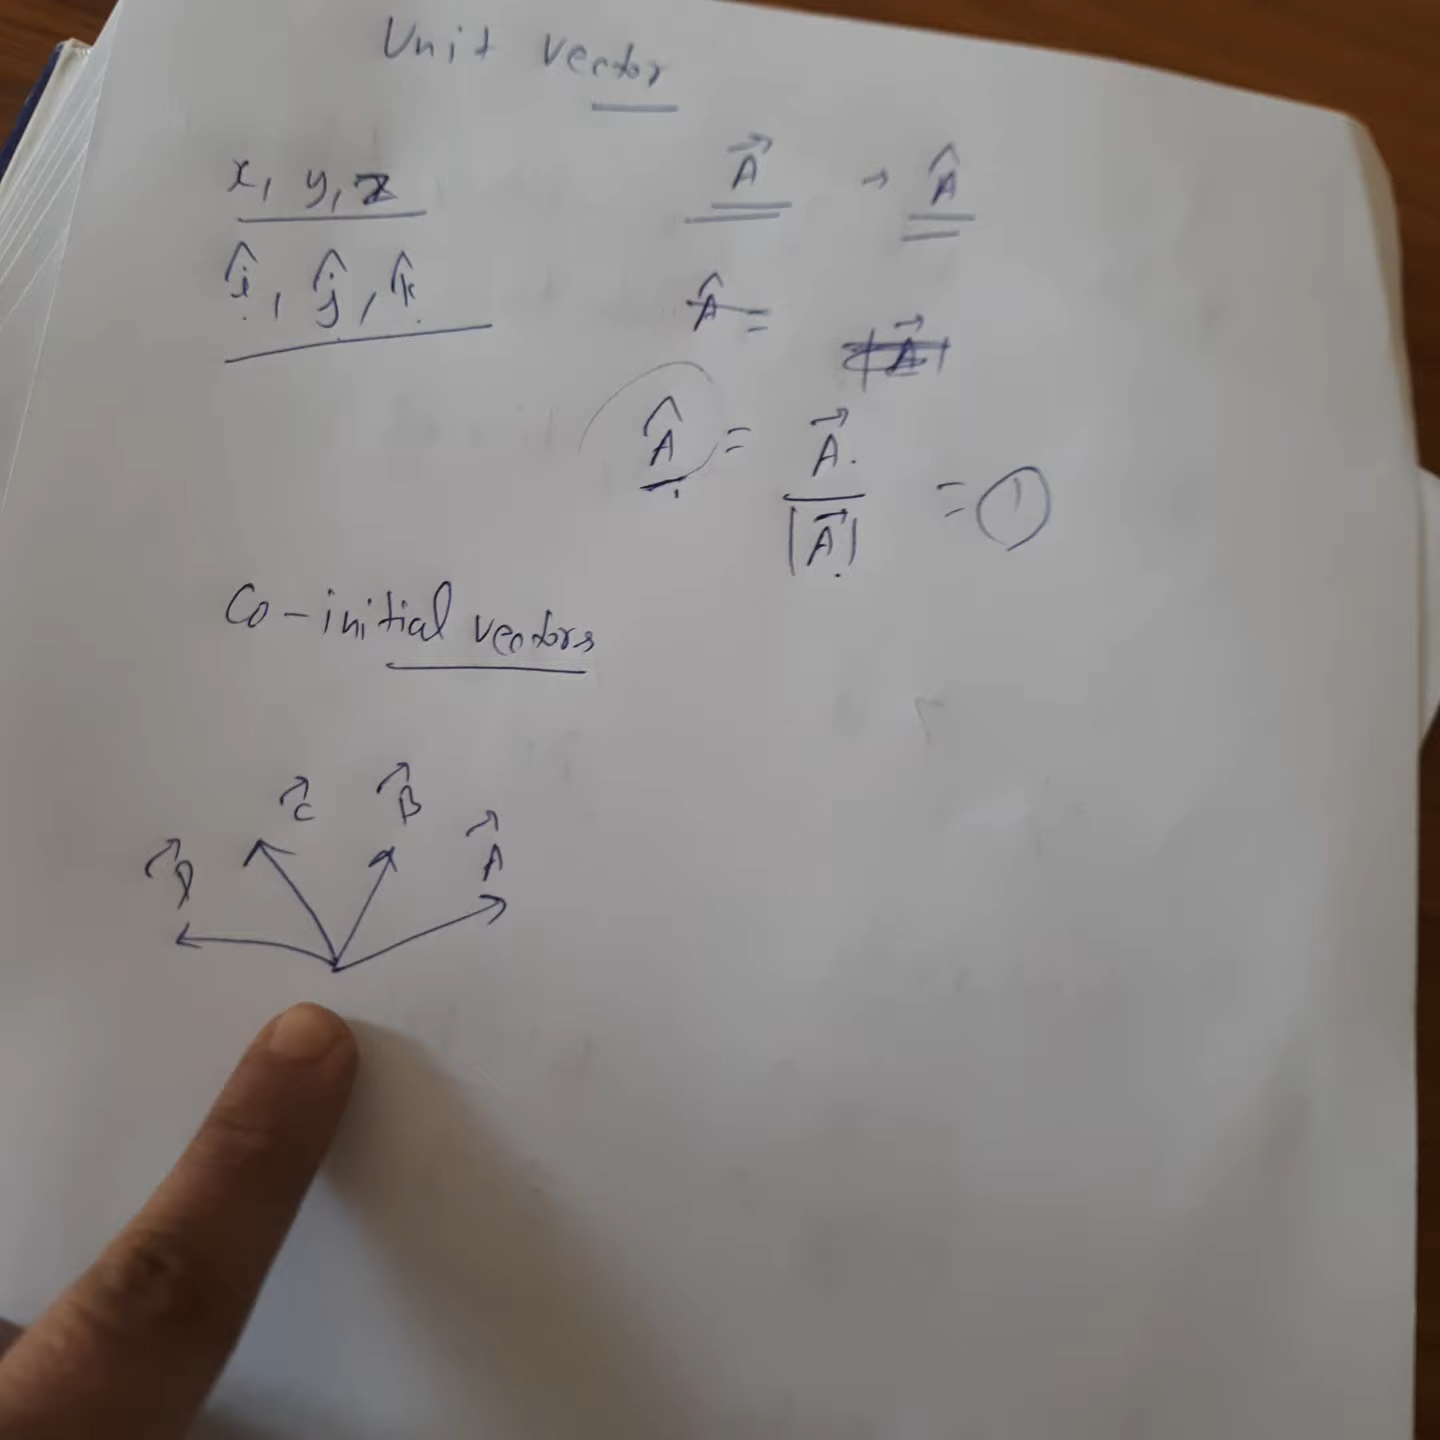 Unit vector
x, y, z
î, ĵ, k̂
A⃗ → Â
Â =
|A⃗|
Â = A⃗ / |A⃗| = 1
Co-initial vectors
D⃗ C⃗ B⃗ A⃗